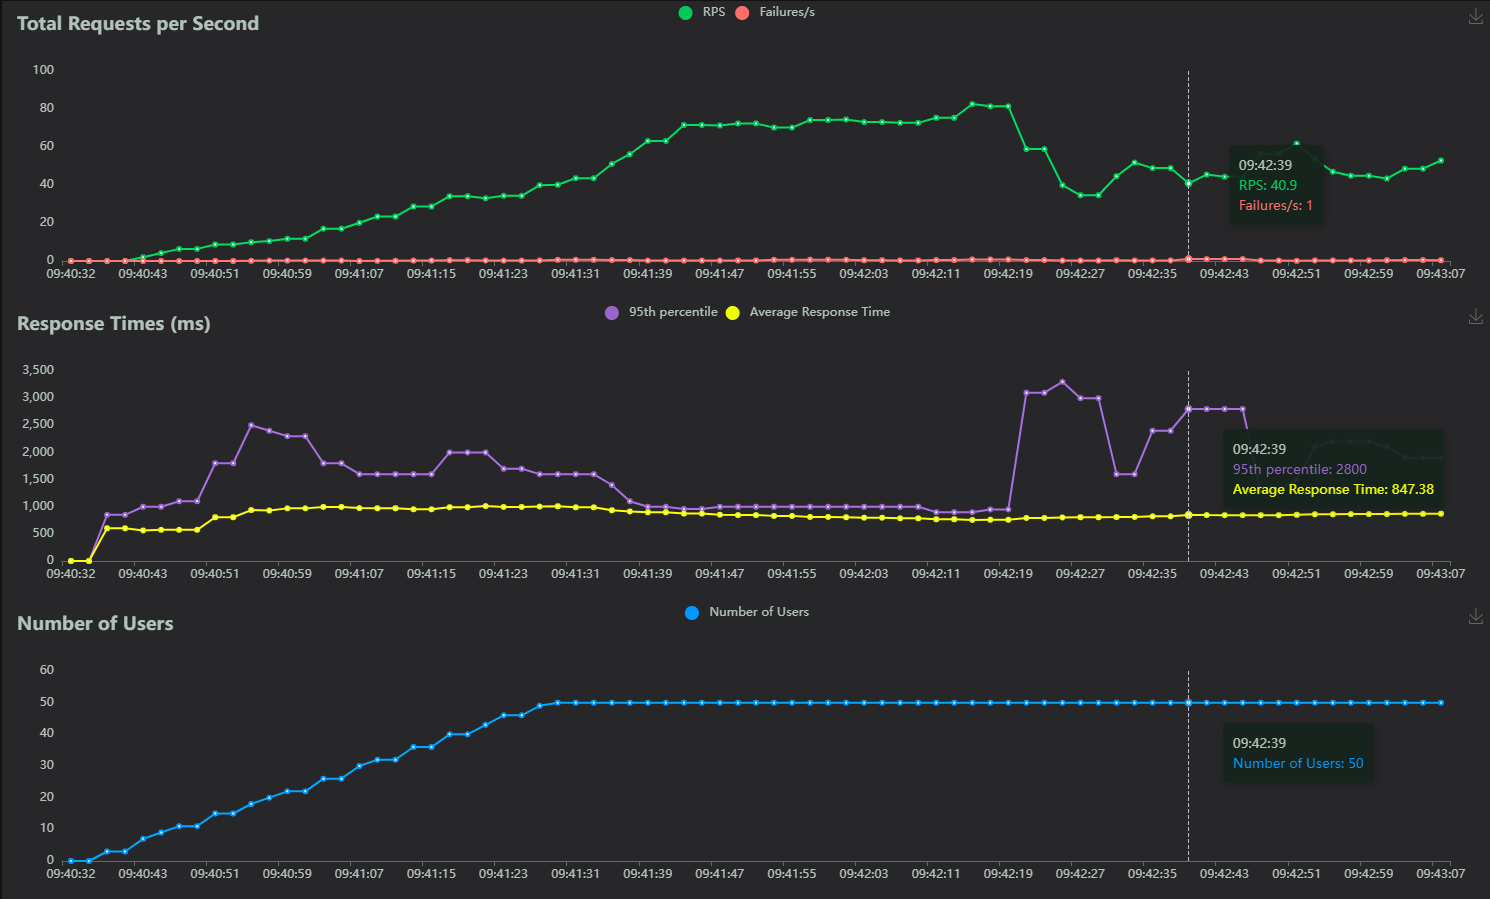 Total Requests per Second
RPS Failures/s
100
80
60
40
20
0
09:42:39
RPS: 40.9
Failures/s: 1
09:40:32 09:40:43 09:40:51 09:40:59 09:41:07 09:41:15 09:41:23 09:41:31 09:41:39 09:41:47 09:41:55 09:42:03 09:42:11 09:42:19 09:42:27 09:42:35 09:42:43 09:42:51 09:42:59 09:43:07
Response Times (ms)
95th percentile Average Response Time
3,500
3,000
2,500
2,000
1,500
1,000
500
0
09:42:39
95th percentile: 2800
Average Response Time: 847.38
09:40:32 09:40:43 09:40:51 09:40:59 09:41:07 09:41:15 09:41:23 09:41:31 09:41:39 09:41:47 09:41:55 09:42:03 09:42:11 09:42:19 09:42:27 09:42:35 09:42:43 09:42:51 09:42:59 09:43:07
Number of Users
Number of Users
60
50
40
30
20
10
0
09:42:39
Number of Users: 50
09:40:32 09:40:43 09:40:51 09:40:59 09:41:07 09:41:15 09:41:23 09:41:31 09:41:39 09:41:47 09:41:55 09:42:03 09:42:11 09:42:19 09:42:27 09:42:35 09:42:43 09:42:51 09:42:59 09:43:07